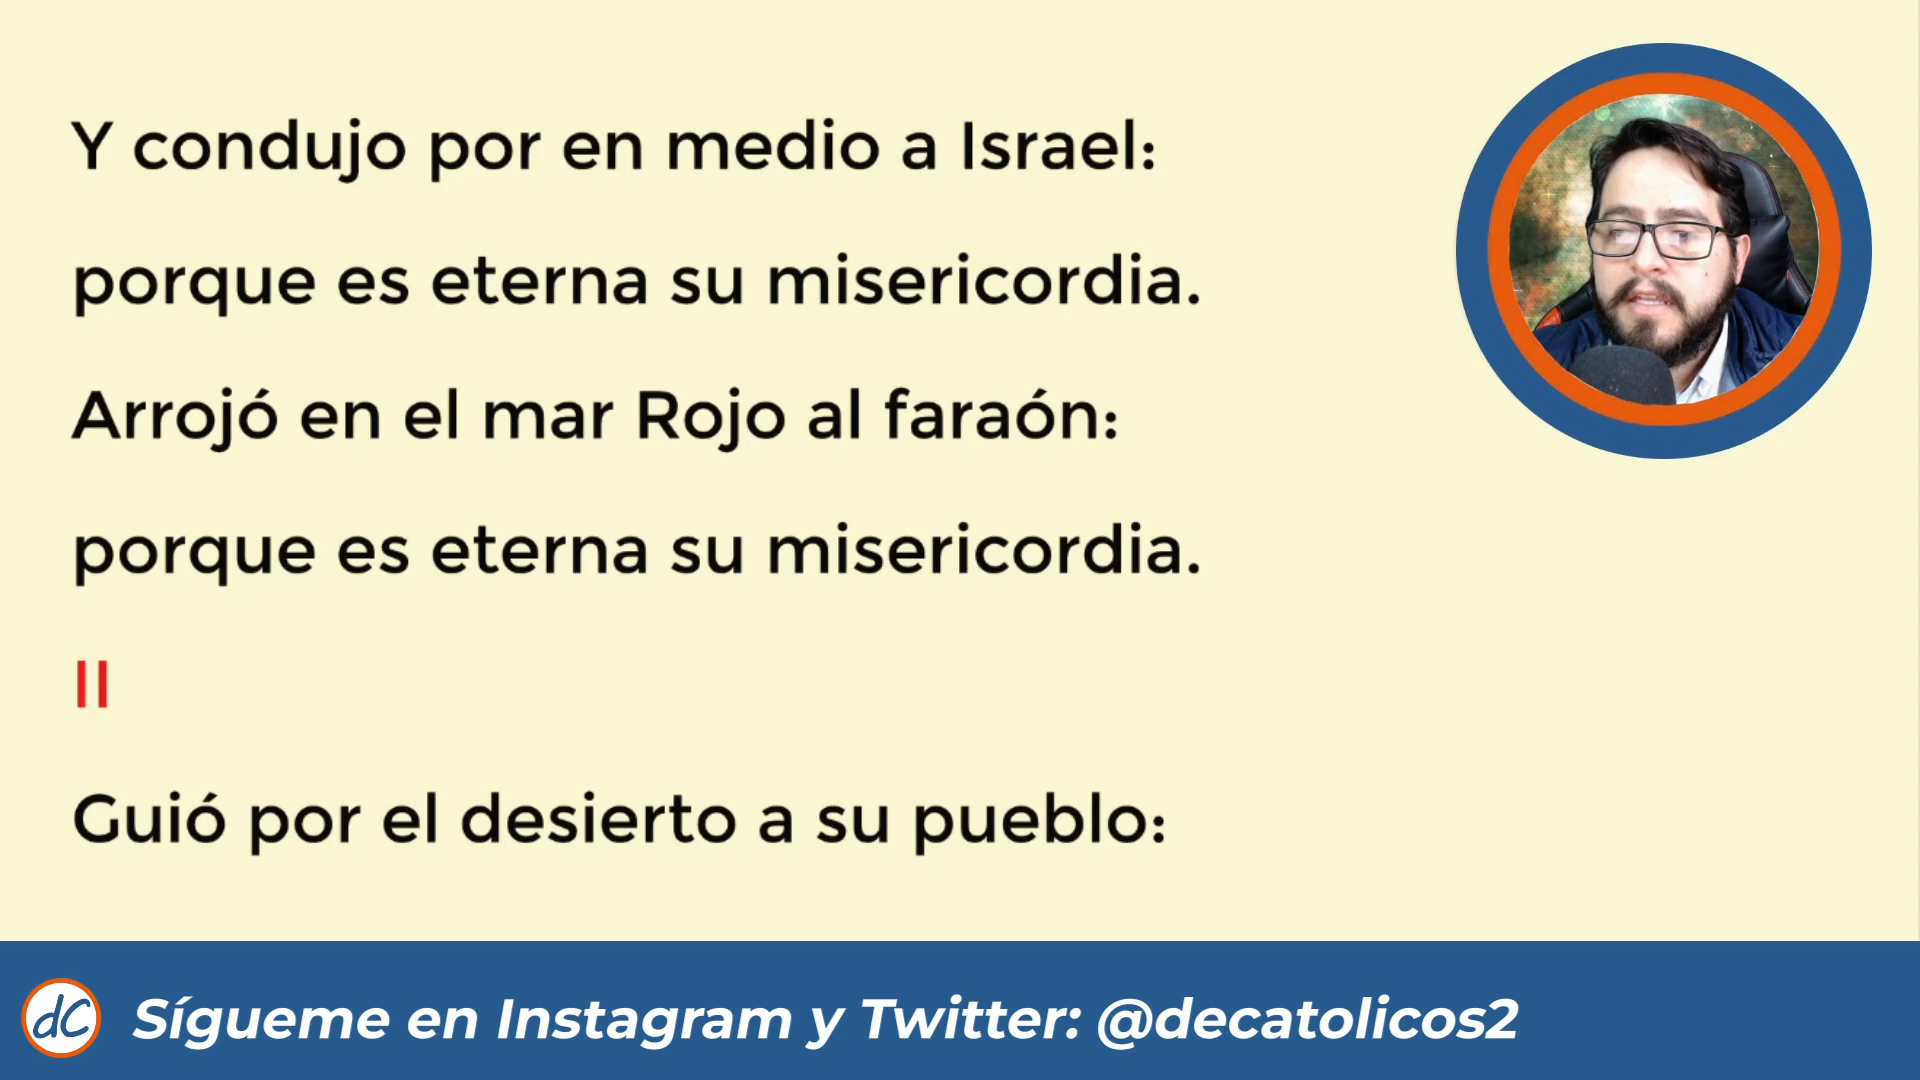 Y condujo por en medio a Israel:
porque es eterna su misericordia.
Arrojó en el mar Rojo al faraón:
porque es eterna su misericordia.
II
Guió por el desierto a su pueblo:
dC
Sígueme en Instagram y Twitter: @decatolicos2